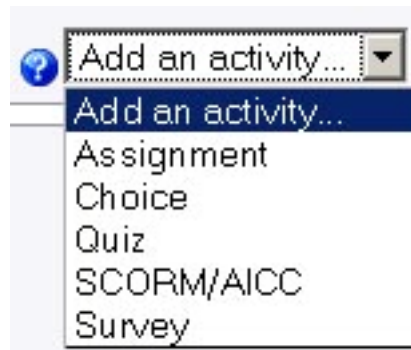 Add an activity...
Add an activity...
Assignment
Choice
Quiz
SCORM/AICC
Survey